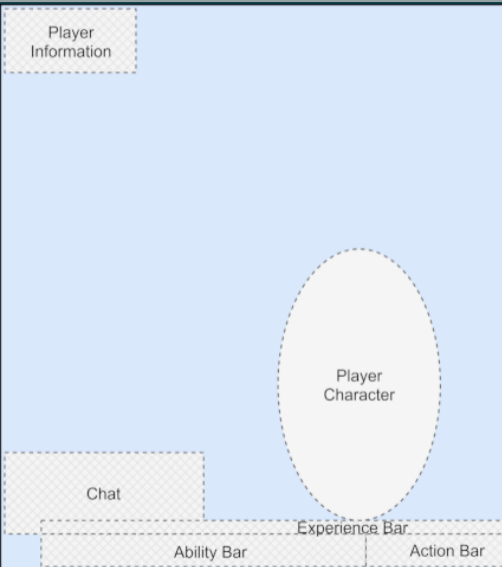 Player
Information
Player
Character
Chat
Experience Bar
Ability Bar
Action Bar